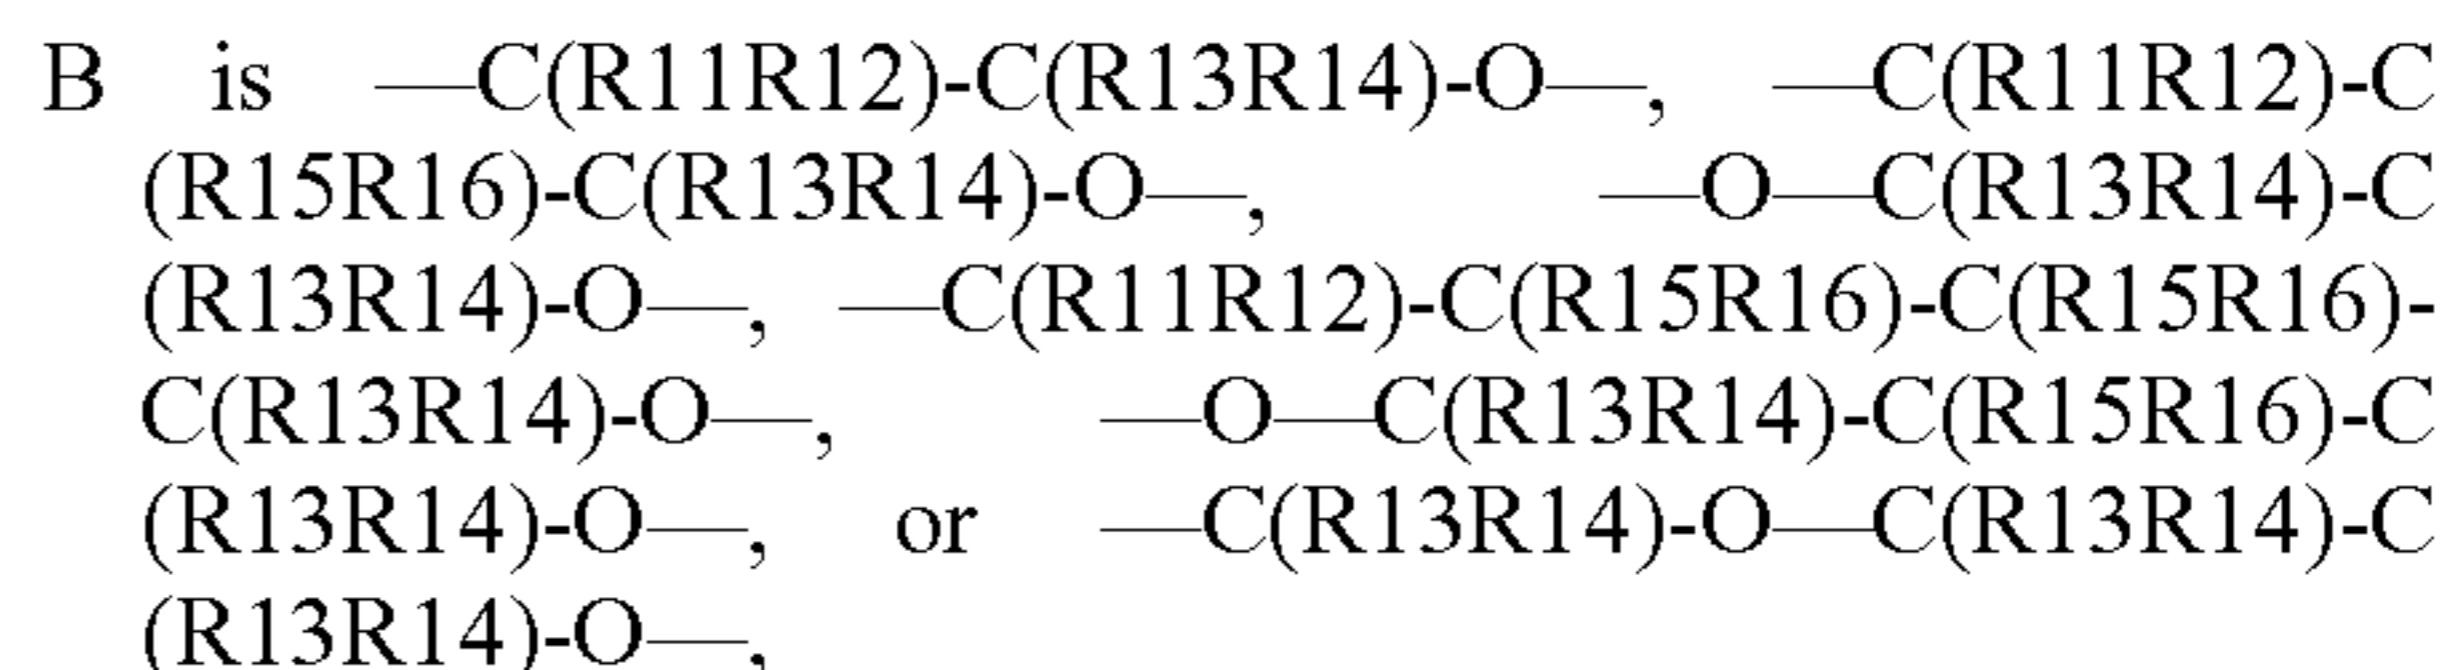 B is —C(R11R12)-C(R13R14)-O—, —C(R11R12)-C
(R15R16)-C(R13R14)-O—, —O—C(R13R14)-C
(R13R14)-O—, —C(R11R12)-C(R15R16)-C(R15R16)-
C(R13R14)-O—, —O—C(R13R14)-C(R15R16)-C
(R13R14)-O—, or —C(R13R14)-O—C(R13R14)-C
(R13R14)-O—,